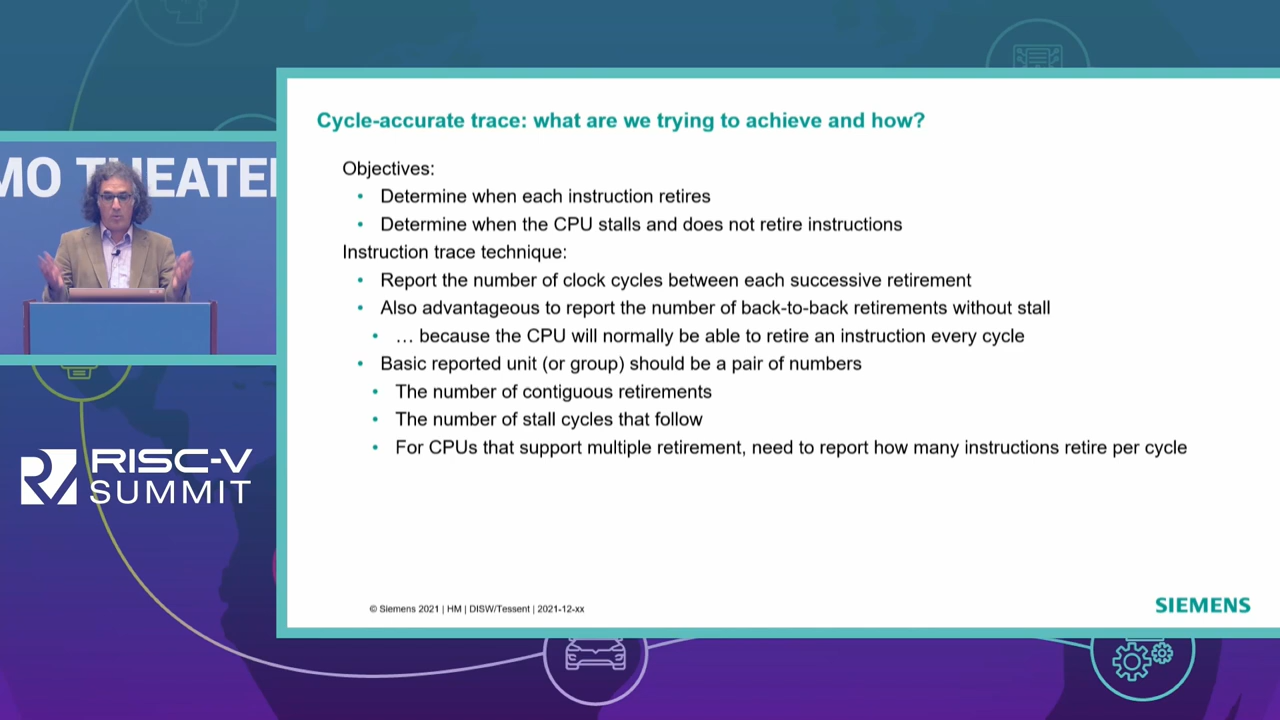 Cycle-accurate trace: what are we trying to achieve and how?
Objectives:
• Determine when each instruction retires
• Determine when the CPU stalls and does not retire instructions
Instruction trace technique:
• Report the number of clock cycles between each successive retirement
• Also advantageous to report the number of back-to-back retirements without stall
• … because the CPU will normally be able to retire an instruction every cycle
• Basic reported unit (or group) should be a pair of numbers
• The number of contiguous retirements
• The number of stall cycles that follow
• For CPUs that support multiple retirement, need to report how many instructions retire per cycle
© Siemens 2021 | HM | DISW/Tessent | 2021-12-xx
SIEMENS
MO THEATE
RISC-V
SUMMIT